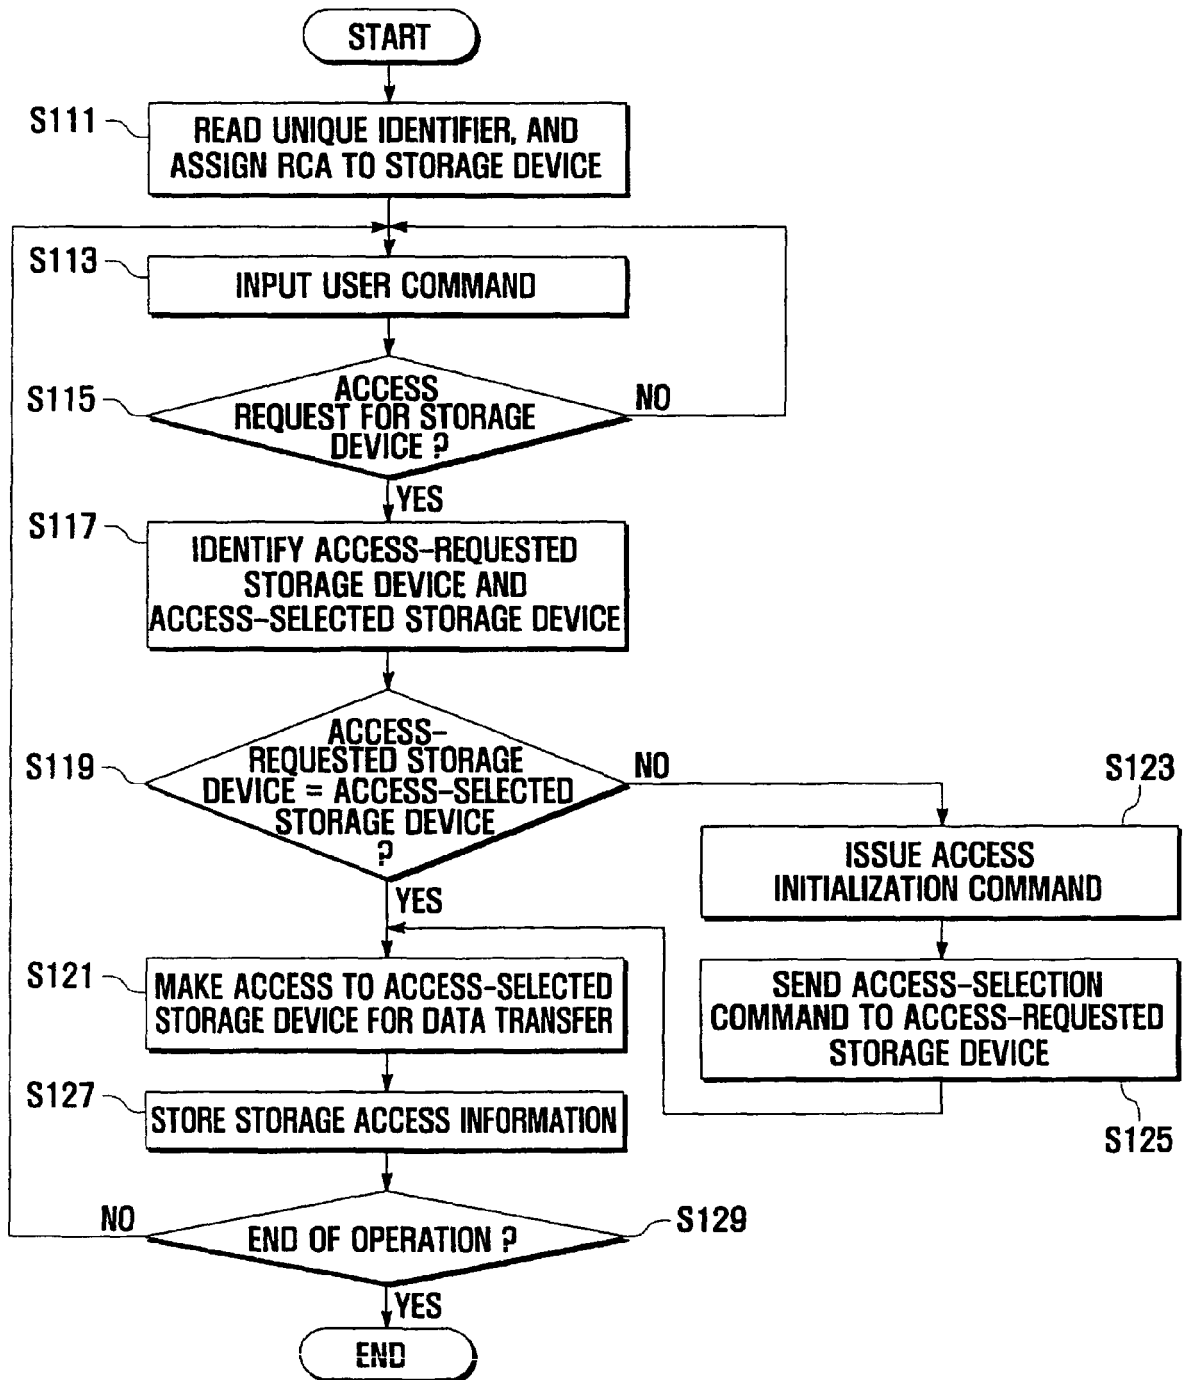 START
S111
READ UNIQUE IDENTIFIER, AND
ASSIGN RCA TO STORAGE DEVICE
S113
INPUT USER COMMAND
S115
ACCESS
REQUEST FOR STORAGE
DEVICE ?
NO
YES
S117
IDENTIFY ACCESS-REQUESTED
STORAGE DEVICE AND
ACCESS-SELECTED STORAGE DEVICE
S119
ACCESS-
REQUESTED STORAGE
DEVICE = ACCESS-SELECTED
STORAGE DEVICE
?
NO
YES
S123
ISSUE ACCESS
INITIALIZATION COMMAND
S121
MAKE ACCESS TO ACCESS-SELECTED
STORAGE DEVICE FOR DATA TRANSFER
SEND ACCESS-SELECTION
COMMAND TO ACCESS-REQUESTED
STORAGE DEVICE
S125
S127
STORE STORAGE ACCESS INFORMATION
NO
END OF OPERATION ?
S129
YES
END